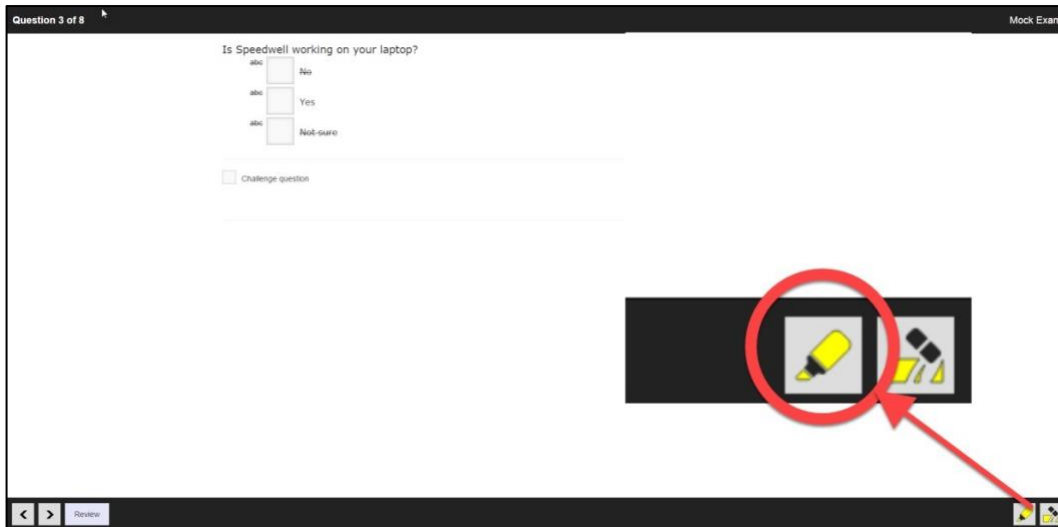 Question 3 of 8
Mock Exam
Is Speedwell working on your laptop?
abc
No
abc
Yes
abc
Not sure
Challenge question
Review